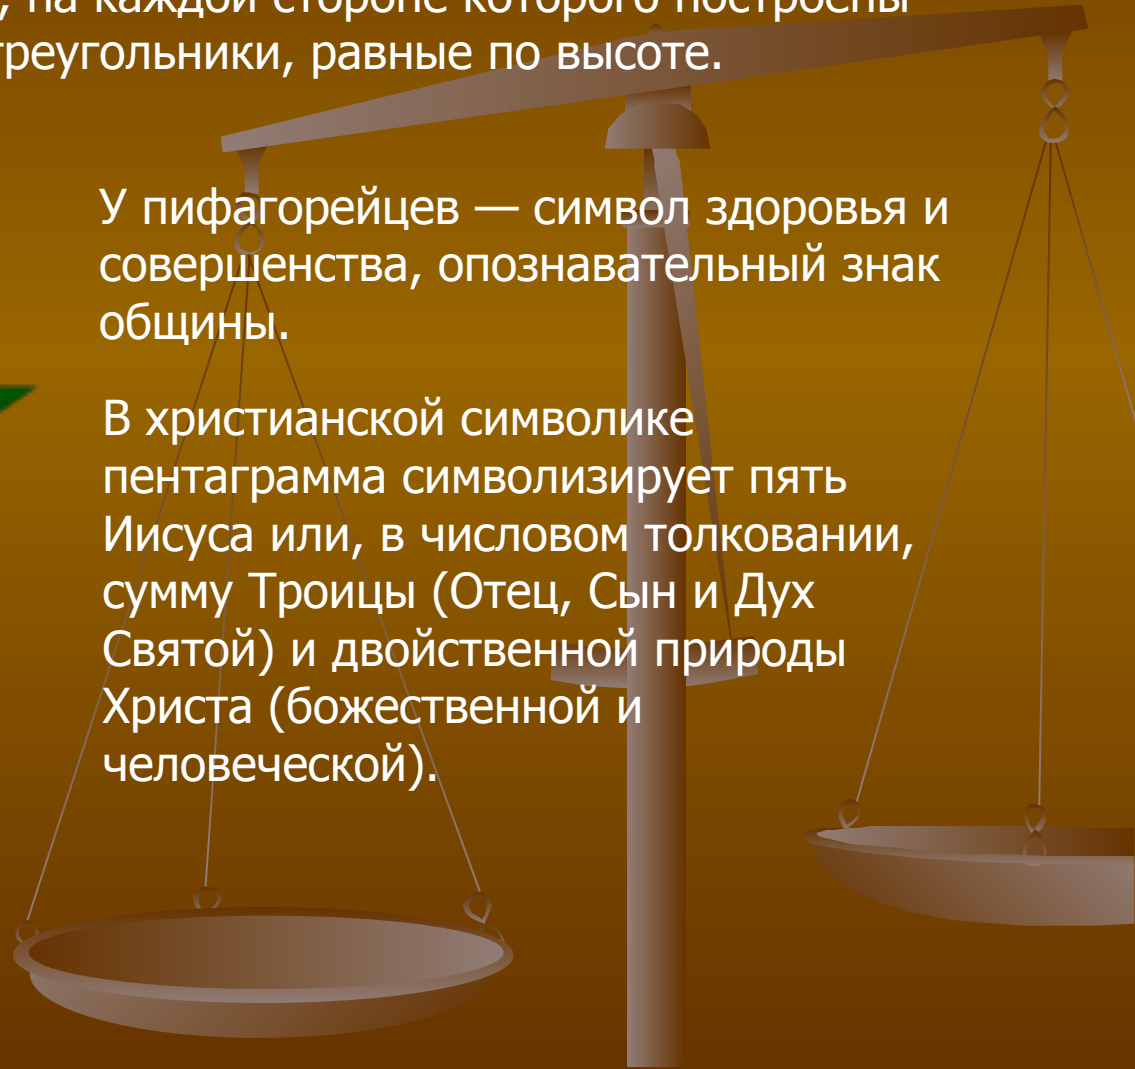 , на каждой стороне которого построены
треугольники, равные по высоте.
У пифагорейцев — символ здоровья и
совершенства, опознавательный знак
общины.
В христианской символике
пентаграмма символизирует пять
Иисуса или, в числовом толковании,
сумму Троицы (Отец, Сын и Дух
Святой) и двойственной природы
Христа (божественной и
человеческой).